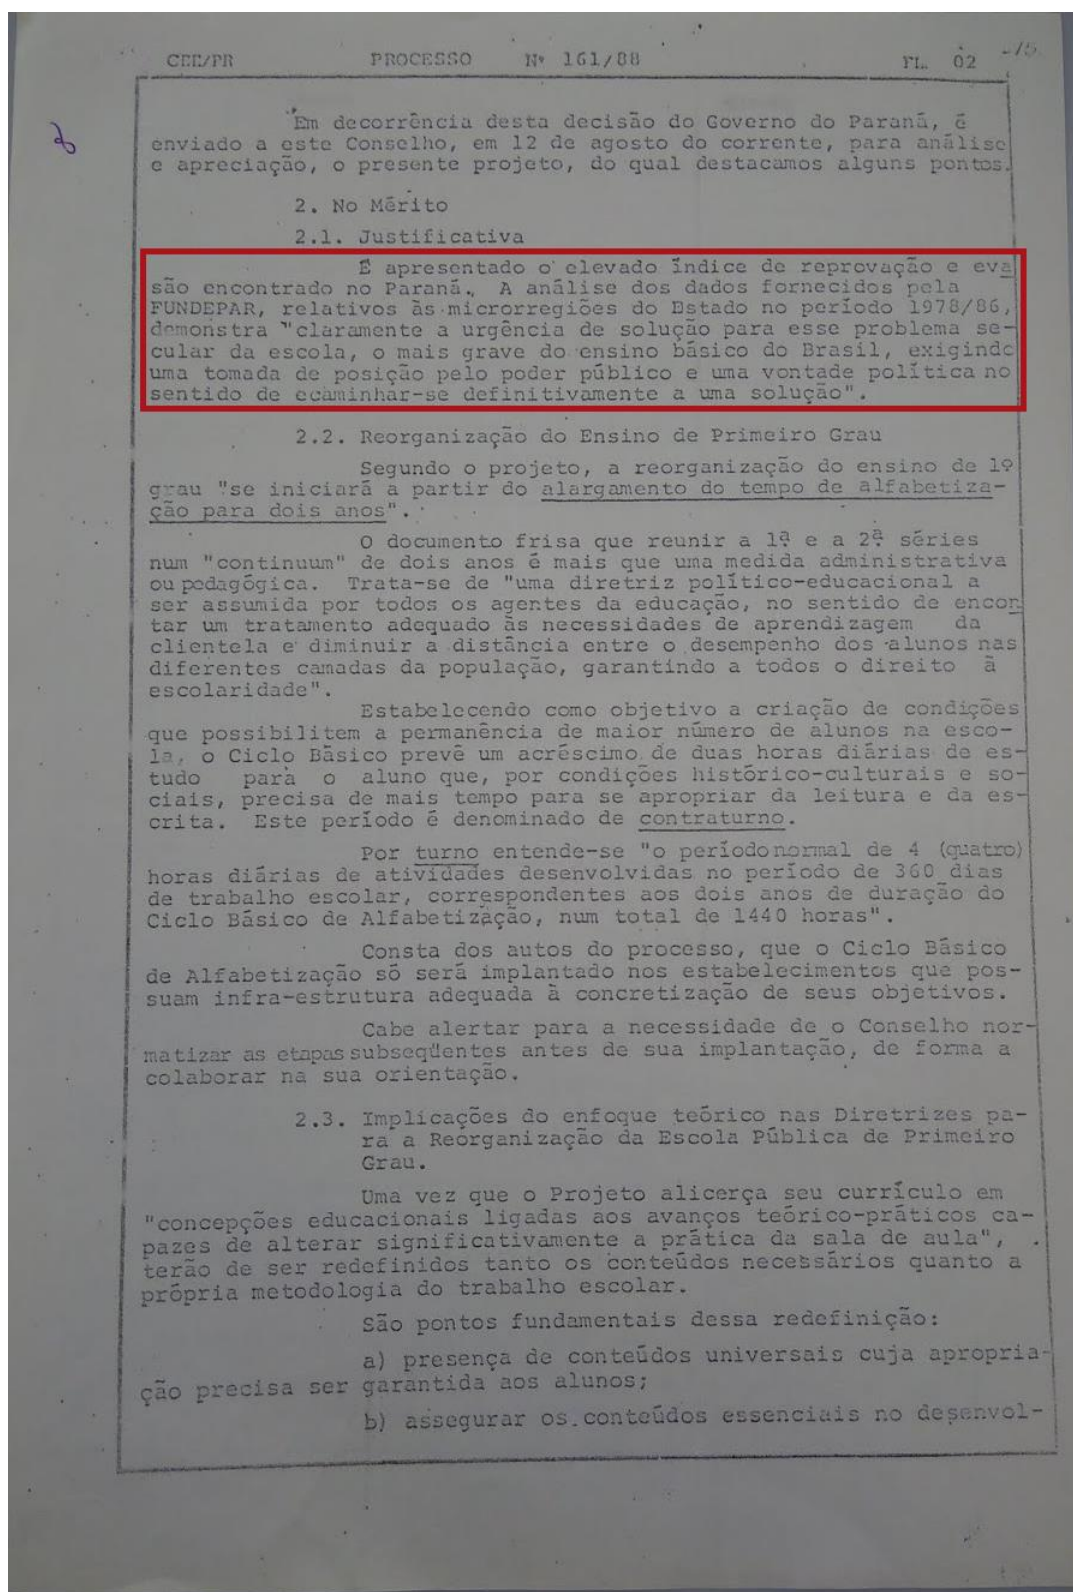 CEE/PR PROCESSO Nº 161/88 FL. 02
Em decorrência desta decisão do Governo do Paraná, é
enviado a este Conselho, em 12 de agosto do corrente, para análise
e apreciação, o presente projeto, do qual destacamos alguns pontos.
2. No Mérito
2.1. Justificativa
É apresentado o elevado índice de reprovação e eva
são encontrado no Paraná. A análise dos dados fornecidos pela
FUNDEPAR, relativos às microrregiões do Estado no período 1978/86,
demonstra "claramente a urgência de solução para esse problema se-
cular da escola, o mais grave do ensino básico do Brasil, exigindo
uma tomada de posição pelo poder público e uma vontade política no
sentido de ecaminhar-se definitivamente a uma solução".
2.2. Reorganização do Ensino de Primeiro Grau
Segundo o projeto, a reorganização do ensino de 1º
grau "se iniciará a partir do alargamento do tempo de alfabetiza-
ção para dois anos".
O documento frisa que reunir a 1ª e a 2ª séries
num "continuum" de dois anos é mais que uma medida administrativa
ou pedagógica. Trata-se de "uma diretriz político-educacional a
ser assumida por todos os agentes da educação, no sentido de encon
tar um tratamento adequado às necessidades de aprendizagem da
clientela e diminuir a distância entre o desempenho dos alunos nas
diferentes camadas da população, garantindo a todos o direito à
escolaridade".
Estabelecendo como objetivo a criação de condições
que possibilitem a permanência de maior número de alunos na esco-
la, o Ciclo Básico prevê um acréscimo de duas horas diárias de es-
tudo para o aluno que, por condições histórico-culturais e so-
ciais, precisa de mais tempo para se apropriar da leitura e da es-
crita. Este período é denominado de contraturno.
Por turno entende-se "o período normal de 4 (quatro)
horas diárias de atividades desenvolvidas no período de 360 dias
de trabalho escolar, correspondentes aos dois anos de duração do
Ciclo Básico de Alfabetização, num total de 1440 horas".
Consta dos autos do processo, que o Ciclo Básico
de Alfabetização só será implantado nos estabelecimentos que pos-
suam infra-estrutura adequada à concretização de seus objetivos.
Cabe alertar para a necessidade de o Conselho nor-
matizar as etapas subseqüentes antes de sua implantação, de forma a
colaborar na sua orientação.
2.3. Implicações do enfoque teórico nas Diretrizes pa-
ra a Reorganização da Escola Pública de Primeiro
Grau.
Uma vez que o Projeto alicerça seu currículo em
"concepções educacionais ligadas aos avanços teórico-práticos ca-
pazes de alterar significativamente a prática da sala de aula",
terão de ser redefinidos tanto os conteúdos necessários quanto a
própria metodologia do trabalho escolar.
São pontos fundamentais dessa redefinição:
a) presença de conteúdos universais cuja apropria-
ção precisa ser garantida aos alunos;
b) assegurar os conteúdos essenciais no desenvol-